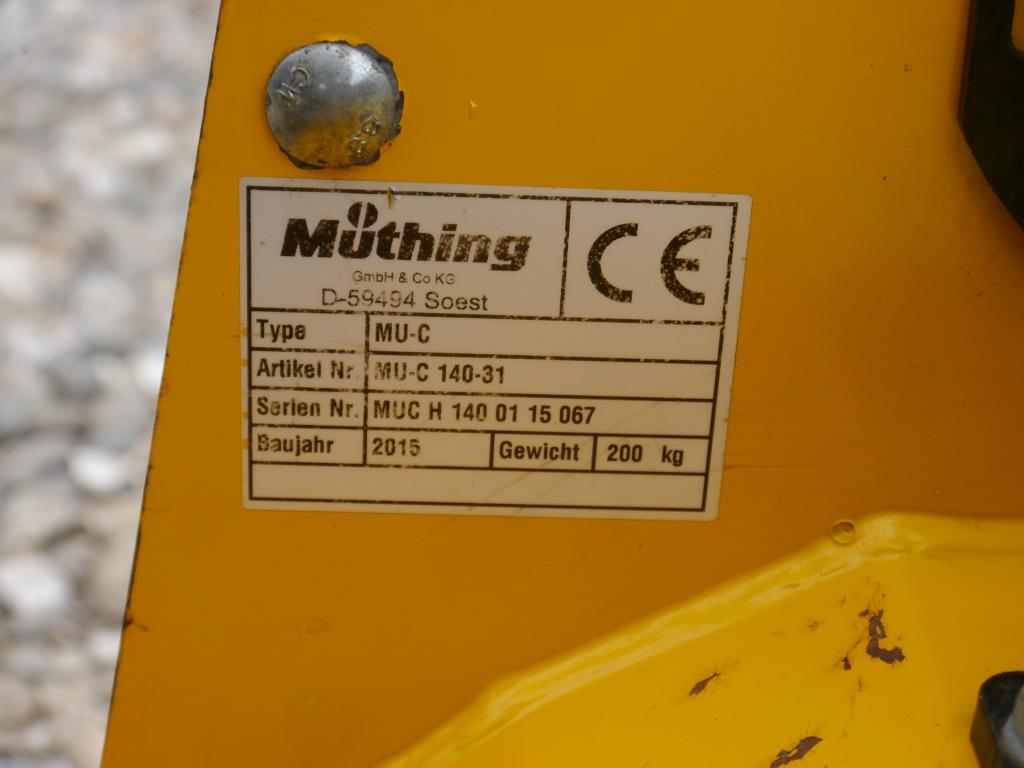 Müthing
CE
GmbH & Co KG
D-59494 Soest
Type MU-C
Artikel Nr. MU-C 140-31
Serien Nr. MUC H 140 01 15 067
Baujahr 2015 Gewicht 200 kg